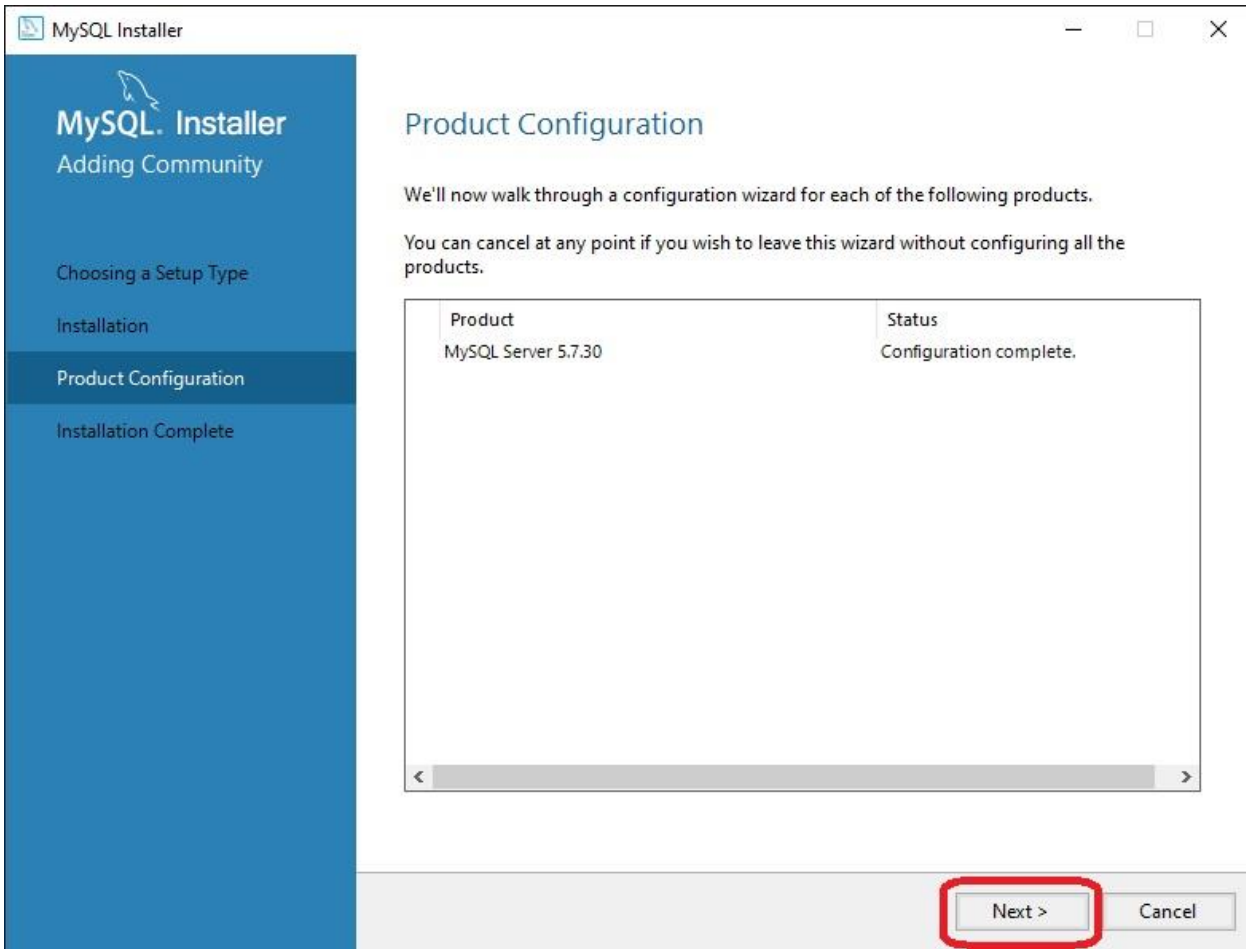 MySQL Installer
MySQL. Installer
Adding Community
Choosing a Setup Type
Installation
Product Configuration
Installation Complete
Product Configuration
We'll now walk through a configuration wizard for each of the following products.
You can cancel at any point if you wish to leave this wizard without configuring all the
products.
Product Status
MySQL Server 5.7.30 Configuration complete.
Next > Cancel